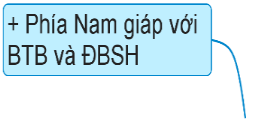 + Phía Nam giáp với
BTB và ĐBSH